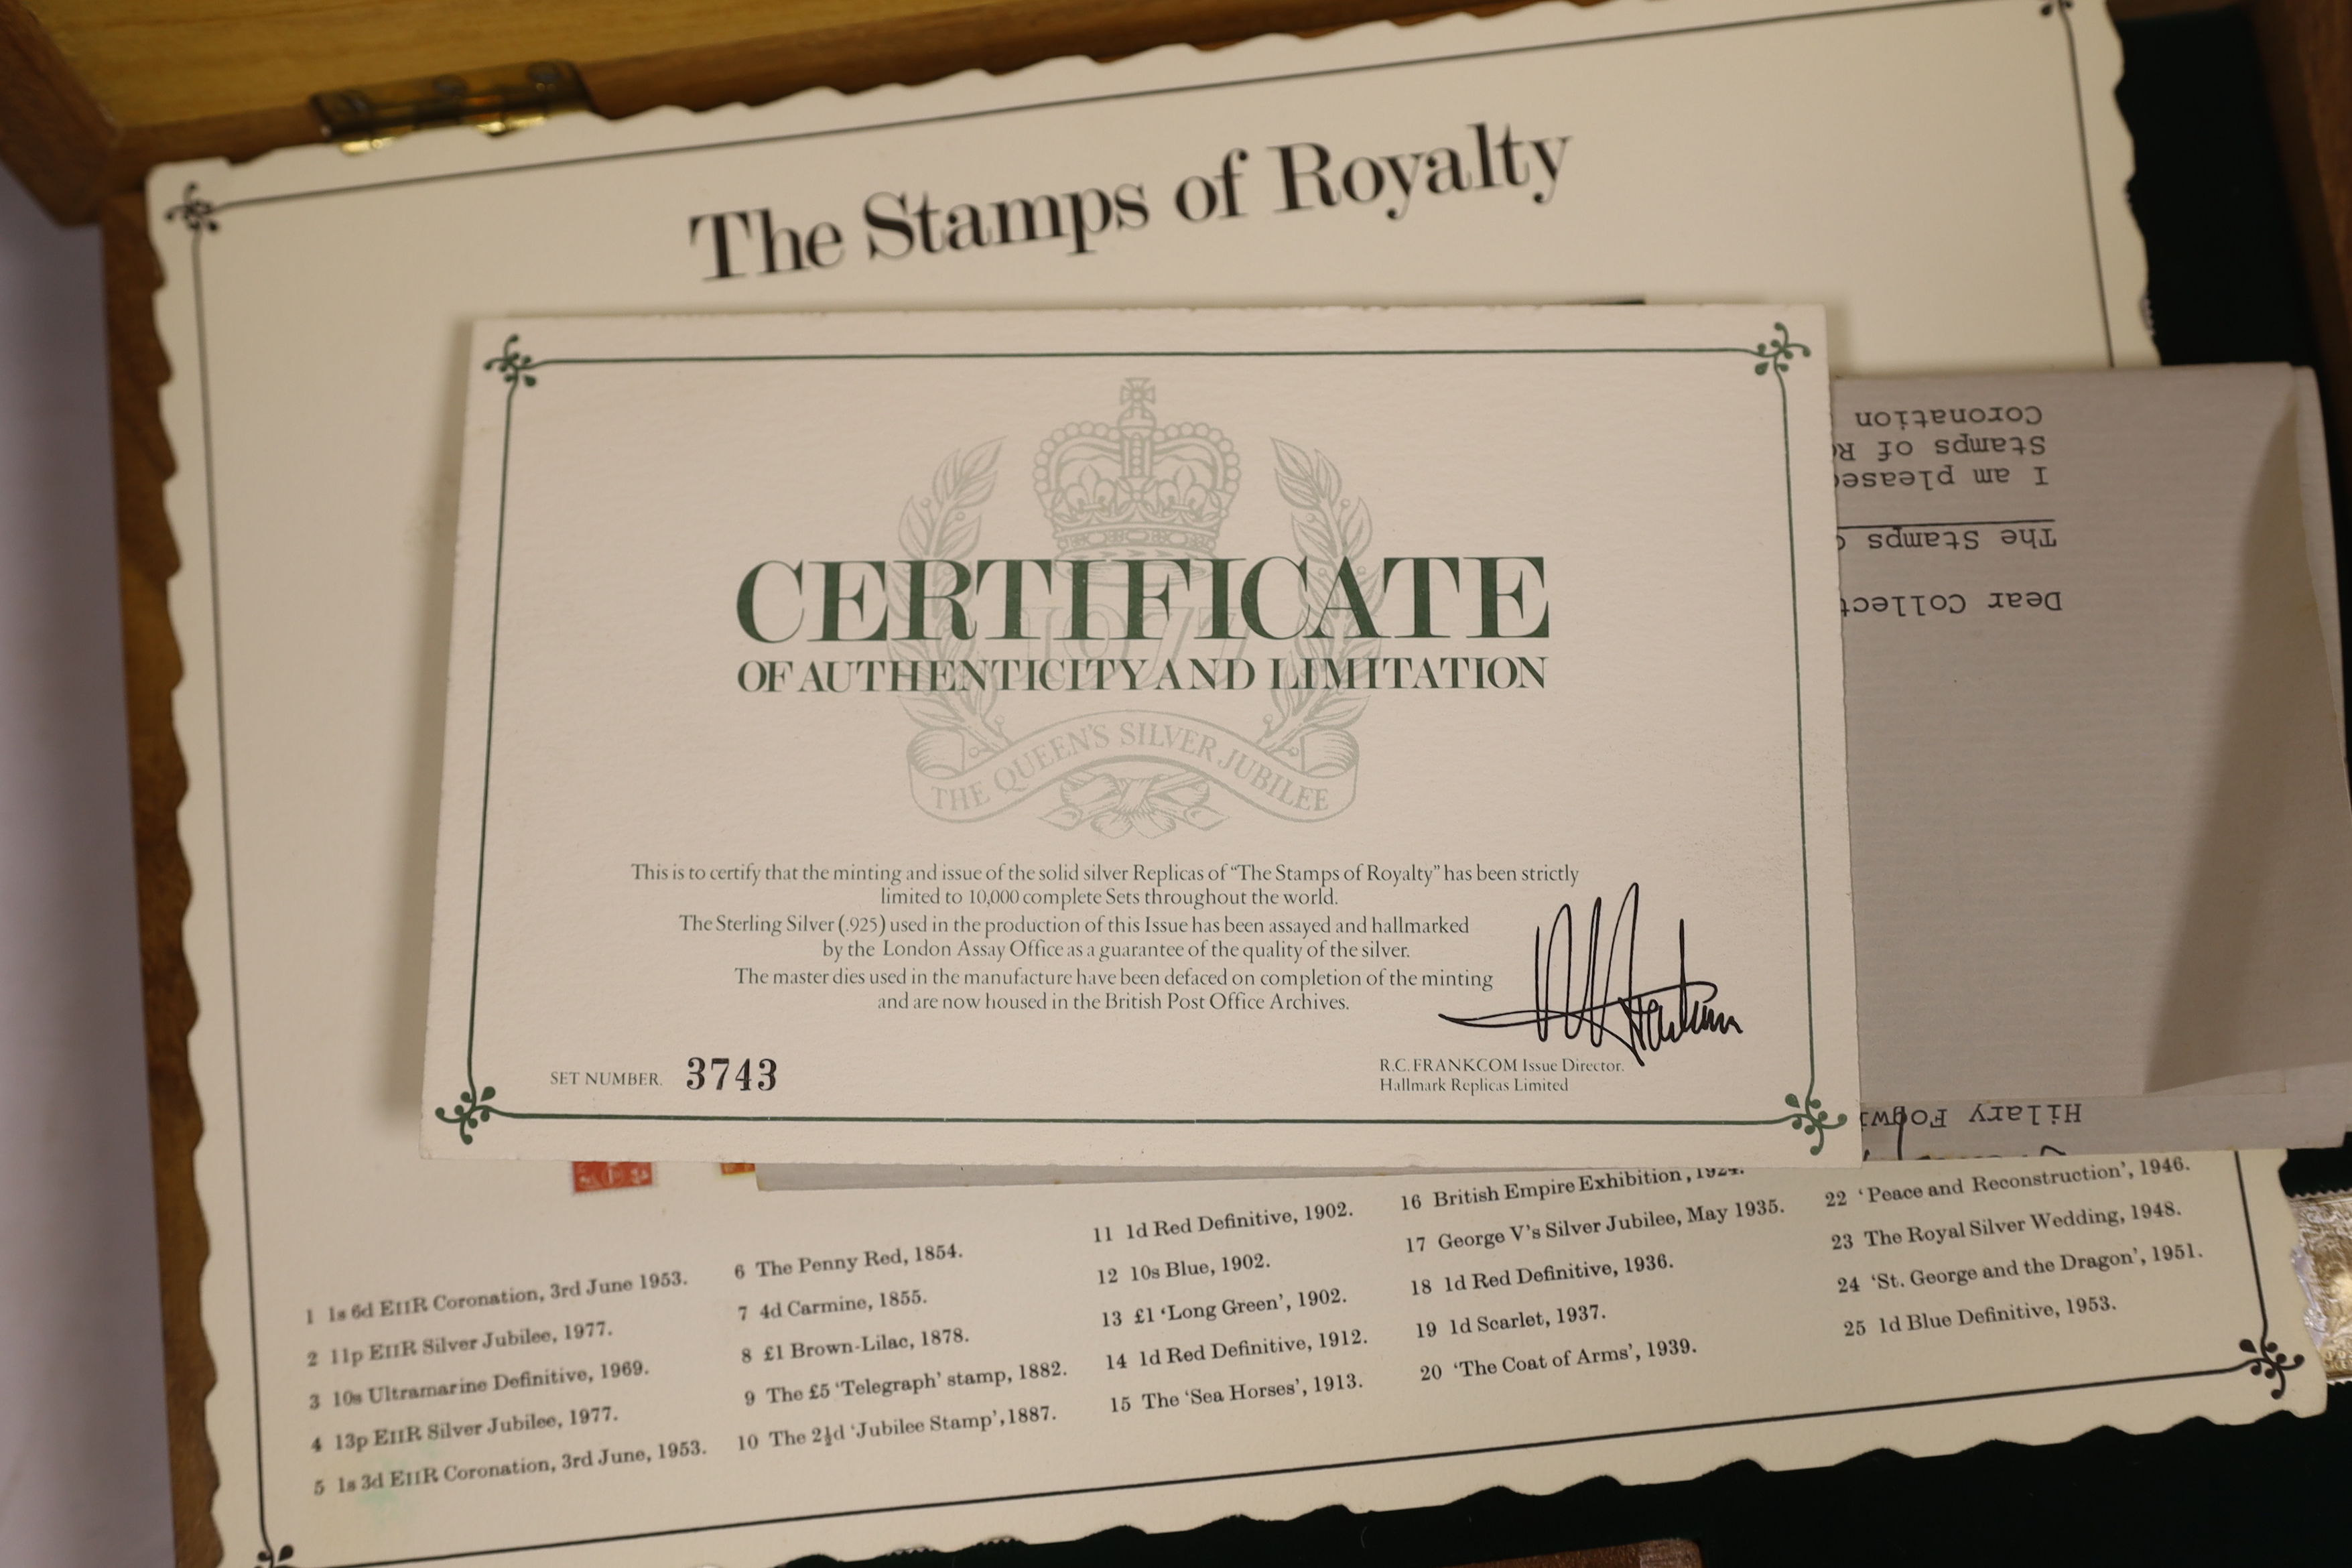 The Stamps of Royalty
CERTIFICATE
OF AUTHENTICITY AND LIMITATION
1977
THE QUEEN'S SILVER JUBILEE
This is to certify that the minting and issue of the solid silver Replicas of “The Stamps of Royalty” has been strictly
limited to 10,000 complete Sets throughout the world.
The Sterling Silver (.925) used in the production of this Issue has been assayed and hallmarked
by the London Assay Office as a guarantee of the quality of the silver.
The master dies used in the manufacture have been defaced on completion of the minting
and are now housed in the British Post Office Archives.
SET NUMBER. 3743
R.C. FRANKCOM Issue Director.
Hallmark Replicas Limited
Dear
The Stamps
I am
Stamps of
Coronation
Hilary
1 1s 6d EIIR Coronation, 3rd June 1953.
2 11p EIIR Silver Jubilee, 1977.
3 10s Ultramarine Definitive, 1969.
4 13p EIIR Silver Jubilee, 1977.
5 1s 3d EIIR Coronation, 3rd June, 1953.
6 The Penny Red, 1854.
7 4d Carmine, 1855.
8 £1 Brown-Lilac, 1878.
9 The £5 ‘Telegraph’ stamp, 1882.
10 The 2½d ‘Jubilee Stamp’, 1887.
11 1d Red Definitive, 1902.
12 10s Blue, 1902.
13 £1 ‘Long Green’, 1902.
14 1d Red Definitive, 1912.
15 The ‘Sea Horses’, 1913.
16 British Empire Exhibition, 1924.
17 George V’s Silver Jubilee, May 1935.
18 1d Red Definitive, 1936.
19 1d Scarlet, 1937.
20 ‘The Coat of Arms’, 1939.
22 ‘Peace and Reconstruction’, 1946.
23 The Royal Silver Wedding, 1948.
24 ‘St. George and the Dragon’, 1951.
25 1d Blue Definitive, 1953.